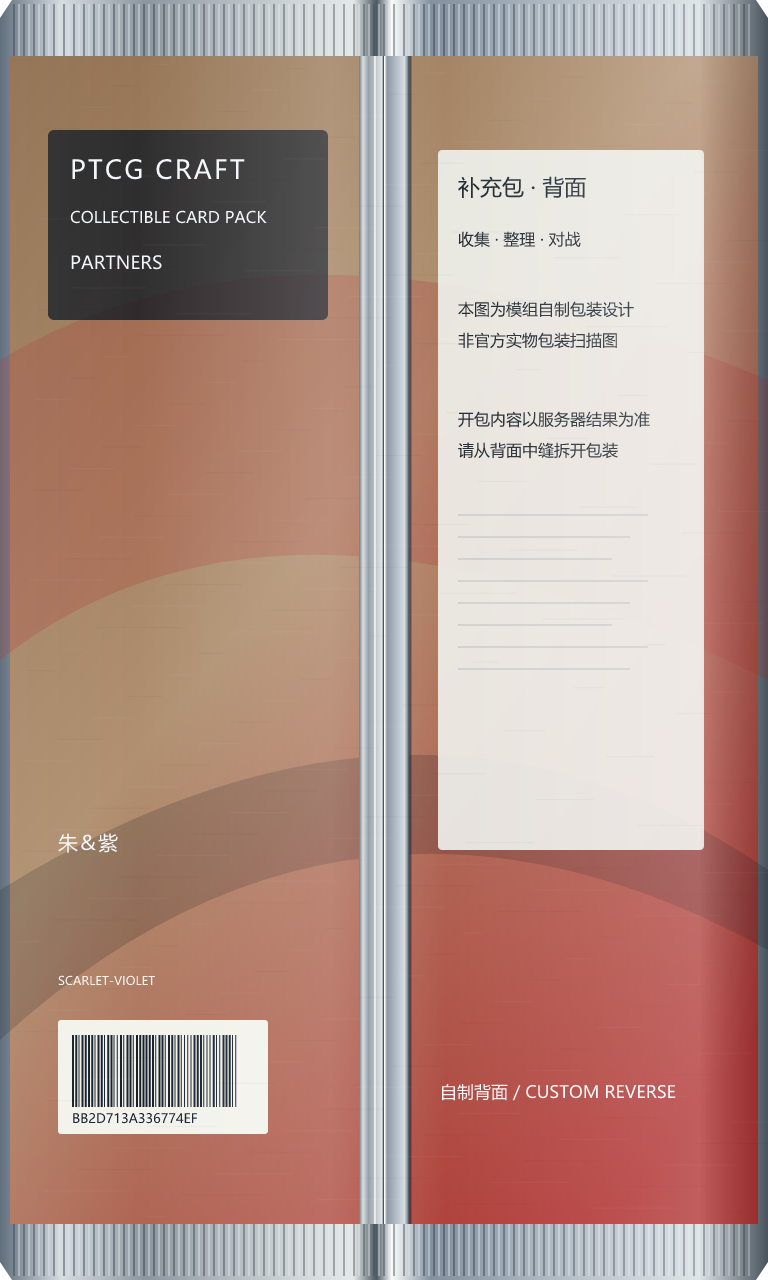 PTCG CRAFT
COLLECTIBLE CARD PACK
PARTNERS
朱&紫
SCARLET-VIOLET
BB2D713A336774EF
补充包 · 背面
收集 · 整理 · 对战
本图为模组自制包装设计
非官方实物包装扫描图
开包内容以服务器结果为准
请从背面中缝拆开包装
自制背面 / CUSTOM REVERSE